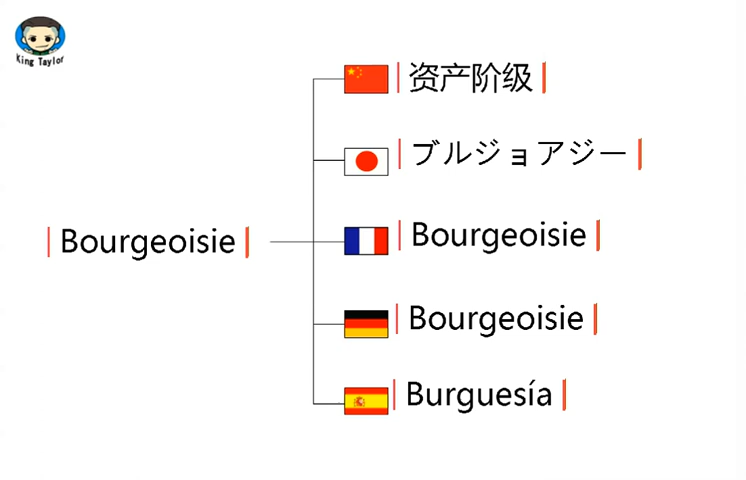 King Taylor
资产阶级
ブルジョアジー
Bourgeoisie
Bourgeoisie
Bourgeoisie
Burguesía